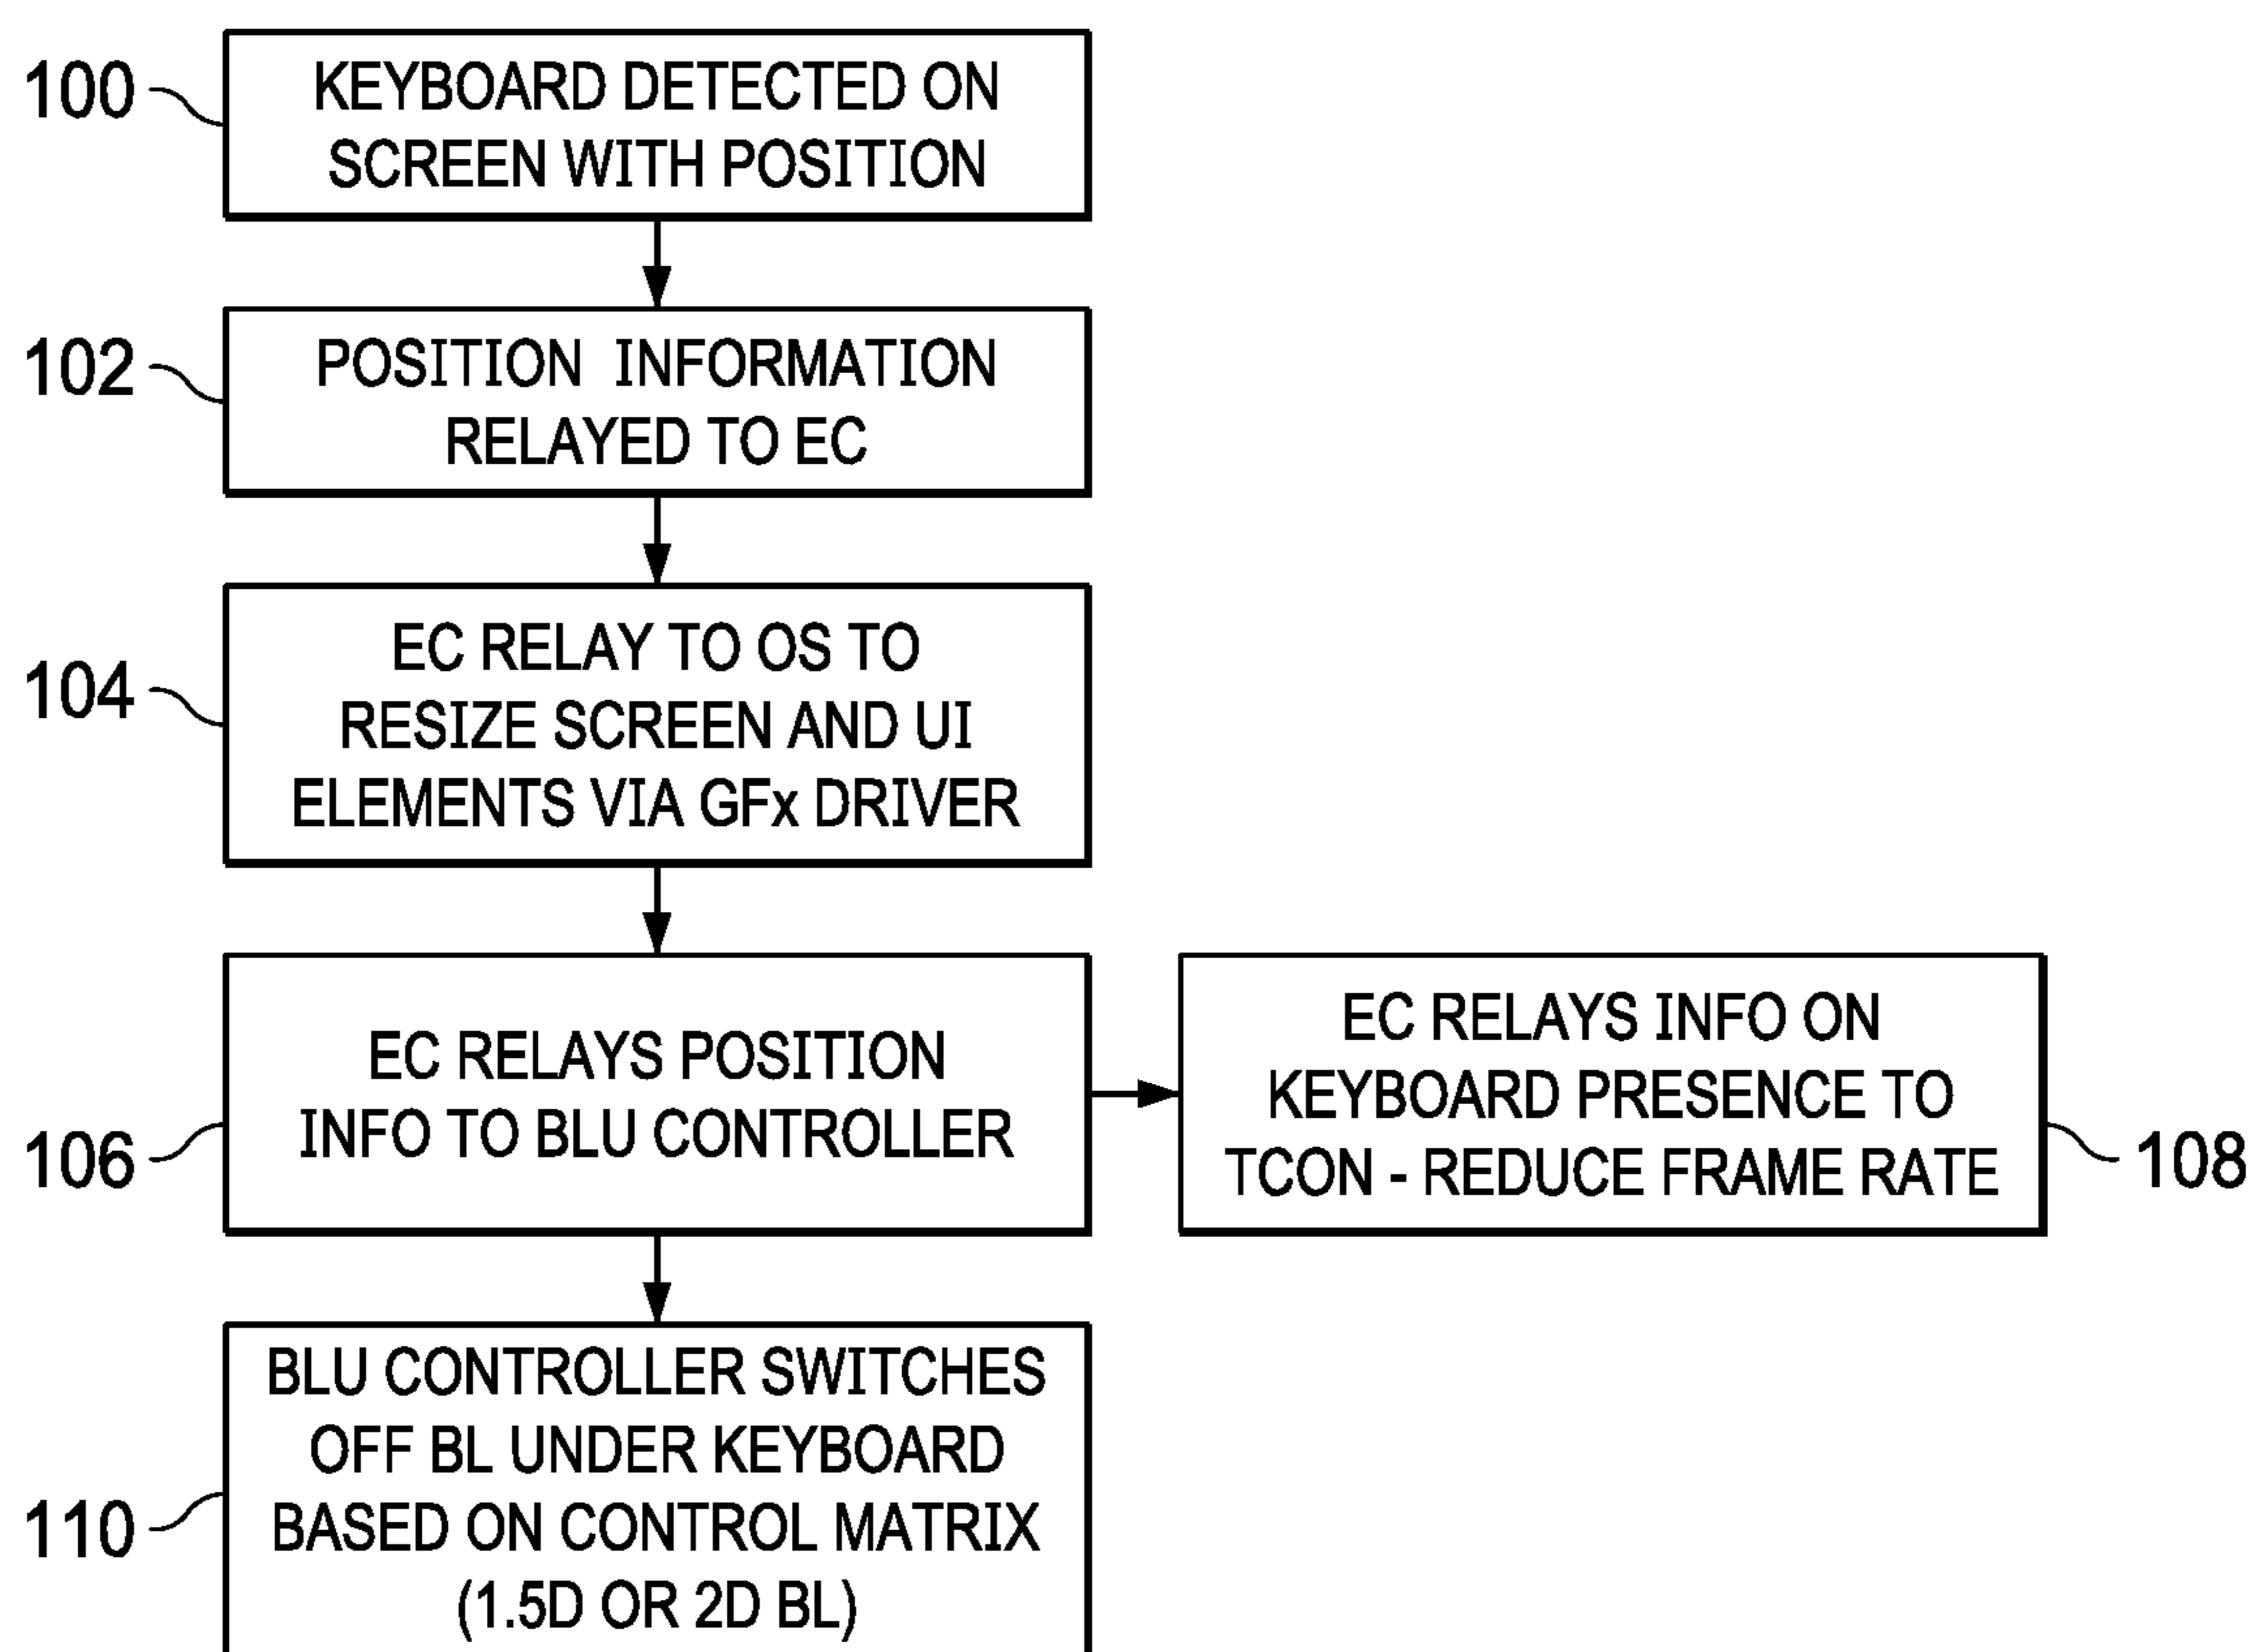 100
KEYBOARD DETECTED ON
SCREEN WITH POSITION
102
POSITION INFORMATION
RELAYED TO EC
104
EC RELAY TO OS TO
RESIZE SCREEN AND UI
ELEMENTS VIA GFx DRIVER
106
EC RELAYS POSITION
INFO TO BLU CONTROLLER
EC RELAYS INFO ON
KEYBOARD PRESENCE TO
TCON - REDUCE FRAME RATE
108
110
BLU CONTROLLER SWITCHES
OFF BL UNDER KEYBOARD
BASED ON CONTROL MATRIX
(1.5D OR 2D BL)